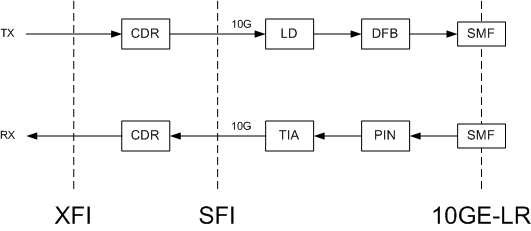 TX CDR 10G LD DFB SMF
RX CDR 10G TIA PIN SMF
XFI SFI 10GE-LR